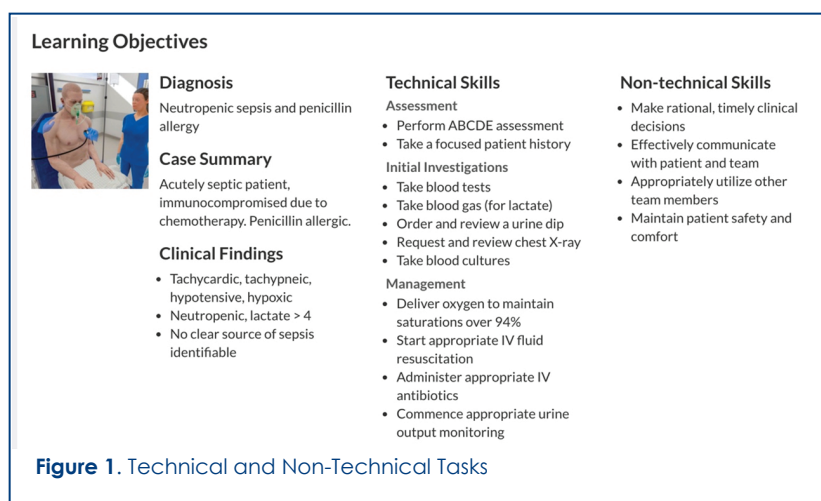 Learning Objectives
Diagnosis
Neutropenic sepsis and penicillin
allergy
Case Summary
Acutely septic patient,
immunocompromised due to
chemotherapy. Penicillin allergic.
Clinical Findings
• Tachycardic, tachypneic,
hypotensive, hypoxic
• Neutropenic, lactate > 4
• No clear source of sepsis
identifiable
Technical Skills
Assessment
• Perform ABCDE assessment
• Take a focused patient history
Initial Investigations
• Take blood tests
• Take blood gas (for lactate)
• Order and review a urine dip
• Request and review chest X-ray
• Take blood cultures
Management
• Deliver oxygen to maintain
saturations over 94%
• Start appropriate IV fluid
resuscitation
• Administer appropriate IV
antibiotics
• Commence appropriate urine
output monitoring
Non-technical Skills
• Make rational, timely clinical
decisions
• Effectively communicate
with patient and team
• Appropriately utilize other
team members
• Maintain patient safety and
comfort
Figure 1. Technical and Non-Technical Tasks